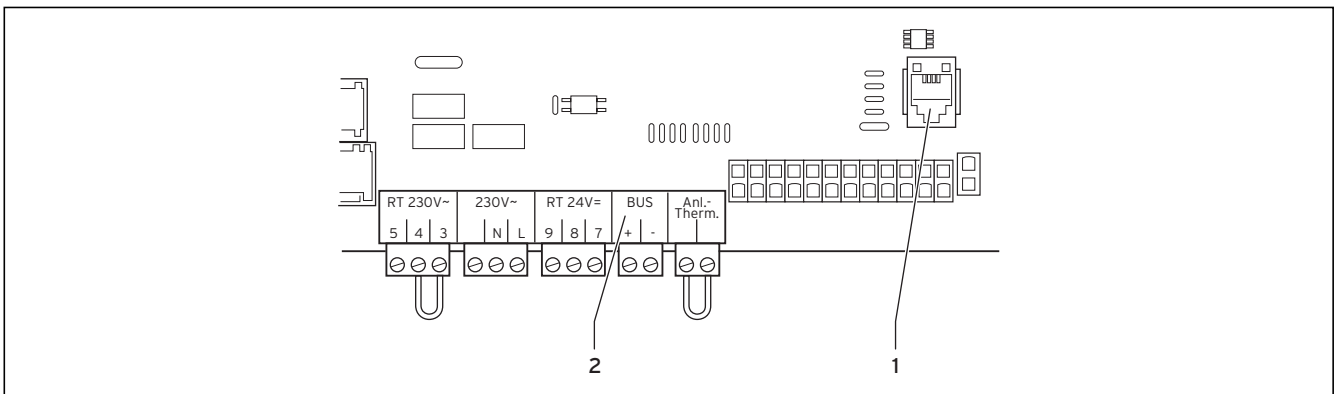 RT 230V~ 230V~ RT 24V= BUS Anl.-
Therm.
5 4 3 N L 9 8 7 + -
2 1